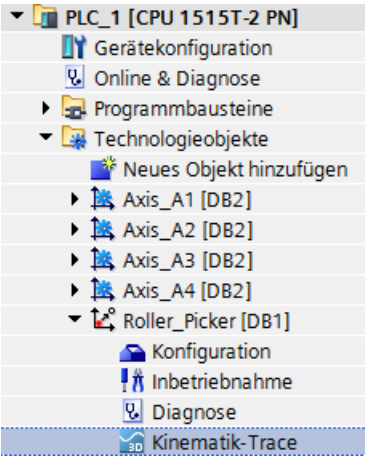 PLC_1 [CPU 1515T-2 PN]
Gerätekonfiguration
Online & Diagnose
Programmbausteine
Technologieobjekte
Neues Objekt hinzufügen
Axis_A1 [DB2]
Axis_A2 [DB2]
Axis_A3 [DB2]
Axis_A4 [DB2]
Roller_Picker [DB1]
Konfiguration
Inbetriebnahme
Diagnose
3D Kinematik-Trace